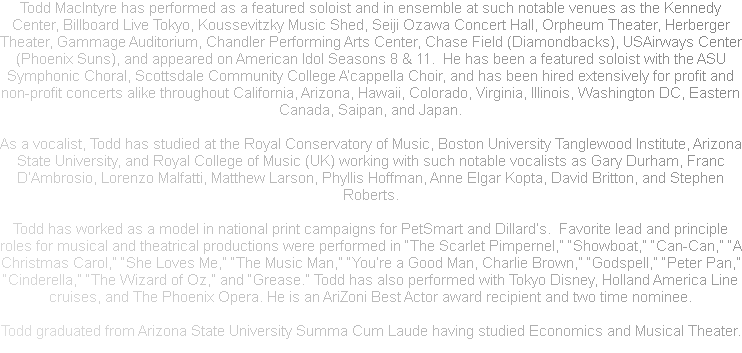 Todd MacIntyre has performed as a featured soloist and in ensemble at such notable venues as the Kennedy
Center, Billboard Live Tokyo, Koussevitzky Music Shed, Seiji Ozawa Concert Hall, Orpheum Theater, Herberger
Theater, Gammage Auditorium, Chandler Performing Arts Center, Chase Field (Diamondbacks), USAirways Center
(Phoenix Suns), and appeared on American Idol Seasons 8 & 11.  He has been a featured soloist with the ASU
Symphonic Choral, Scottsdale Community College A'cappella Choir, and has been hired extensively for profit and
non-profit concerts alike throughout California, Arizona, Hawaii, Colorado, Virginia, Illinois, Washington DC, Eastern
Canada, Saipan, and Japan.

As a vocalist, Todd has studied at the Royal Conservatory of Music, Boston University Tanglewood Institute, Arizona
State University, and Royal College of Music (UK) working with such notable vocalists as Gary Durham, Franc
D'Ambrosio, Lorenzo Malfatti, Matthew Larson, Phyllis Hoffman, Anne Elgar Kopta, David Britton, and Stephen
Roberts.

Todd has worked as a model in national print campaigns for PetSmart and Dillard's.  Favorite lead and principle
roles for musical and theatrical productions were performed in "The Scarlet Pimpernel," "Showboat," "Can-Can," "A
Christmas Carol," "She Loves Me," "The Music Man," "You're a Good Man, Charlie Brown," "Godspell," "Peter Pan,"
"Cinderella," "The Wizard of Oz," and "Grease." Todd has also performed with Tokyo Disney, Holland America Line
cruises, and The Phoenix Opera. He is an AriZoni Best Actor award recipient and two time nominee.

Todd graduated from Arizona State University Summa Cum Laude having studied Economics and Musical Theater.